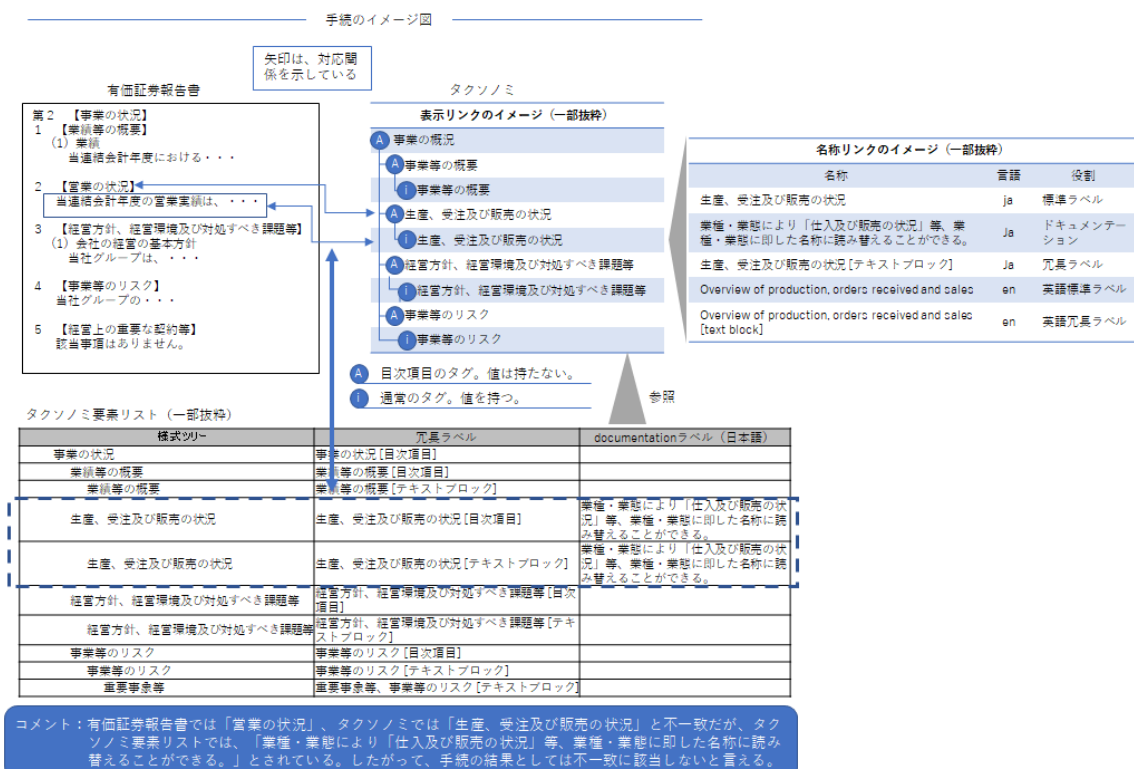 手続のイメージ図
矢印は、対応関
係を示している
有価証券報告書
第2 【事業の状況】
1 【業績等の概要】
(1) 業績
当連結会計年度における・・・
2 【営業の状況】
当連結会計年度の営業実績は、・・・
3 【経営方針、経営環境及び対処すべき課題等】
(1) 会社の経営の基本方針
当社グループは、・・・
4 【事業等のリスク】
当社グループの・・・
5 【経営上の重要な契約等】
該当事項はありません。
タクソノミ
表示リンクのイメージ（一部抜粋）
A 事業の概況
A 事業等の概要
i 事業等の概要
A 生産、受注及び販売の状況
i 生産、受注及び販売の状況
A 経営方針、経営環境及び対処すべき課題等
i 経営方針、経営環境及び対処すべき課題等
A 事業等のリスク
i 事業等のリスク
A 目次項目のタグ。値は持たない。
i 通常のタグ。値を持つ。
参照
名称リンクのイメージ（一部抜粋）
名称 言語 役割
生産、受注及び販売の状況 ja 標準ラベル
業種・業態により「仕入及び販売の状況」等、業
種・業態に即した名称に読み替えることができる。 Ja ドキュメンテー
ション
生産、受注及び販売の状況[テキストブロック] Ja 冗長ラベル
Overview of production, orders received and sales en 英語標準ラベル
Overview of production, orders received and sales
[text block] en 英語冗長ラベル
タクソノミ要素リスト（一部抜粋）
様式ツリー 冗長ラベル documentationラベル（日本語）
事業の状況 事業の状況[目次項目]
業績等の概要 業績等の概要[目次項目]
業績等の概要 業績等の概要[テキストブロック]
生産、受注及び販売の状況 生産、受注及び販売の状況[目次項目] 業種・業態により「仕入及び販売の状
況」等、業種・業態に即した名称に読
み替えることができる。
生産、受注及び販売の状況 生産、受注及び販売の状況[テキストブロック] 業種・業態により「仕入及び販売の状
況」等、業種・業態に即した名称に読
み替えることができる。
経営方針、経営環境及び対処すべき課題等 経営方針、経営環境及び対処すべき課題等[目次
項目]
経営方針、経営環境及び対処すべき課題等 経営方針、経営環境及び対処すべき課題等[テキ
ストブロック]
事業等のリスク 事業等のリスク[目次項目]
事業等のリスク 事業等のリスク[テキストブロック]
重要事象等 重要事象等、事業等のリスク[テキストブロック]
コメント：有価証券報告書では「営業の状況」、タクソノミでは「生産、受注及び販売の状況」と不一致だが、タク
ソノミ要素リストでは、「業種・業態により「仕入及び販売の状況」等、業種・業態に即した名称に読み
替えることができる。」とされている。したがって、手続の結果としては不一致に該当しないと言える。